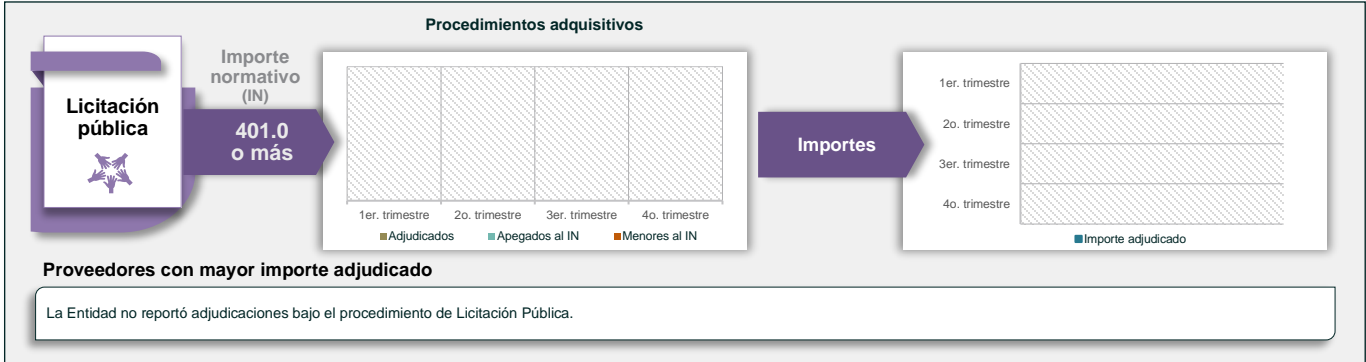 Procedimientos adquisitivos
Licitación
pública
Importe
normativo
(IN)
401.0
o más
1er. trimestre
2o. trimestre
3er. trimestre
4o. trimestre
Adjudicados
Apegados al IN
Menores al IN
Importes
1er. trimestre
2o. trimestre
3er. trimestre
4o. trimestre
Importe adjudicado
Proveedores con mayor importe adjudicado
La Entidad no reportó adjudicaciones bajo el procedimiento de Licitación Pública.